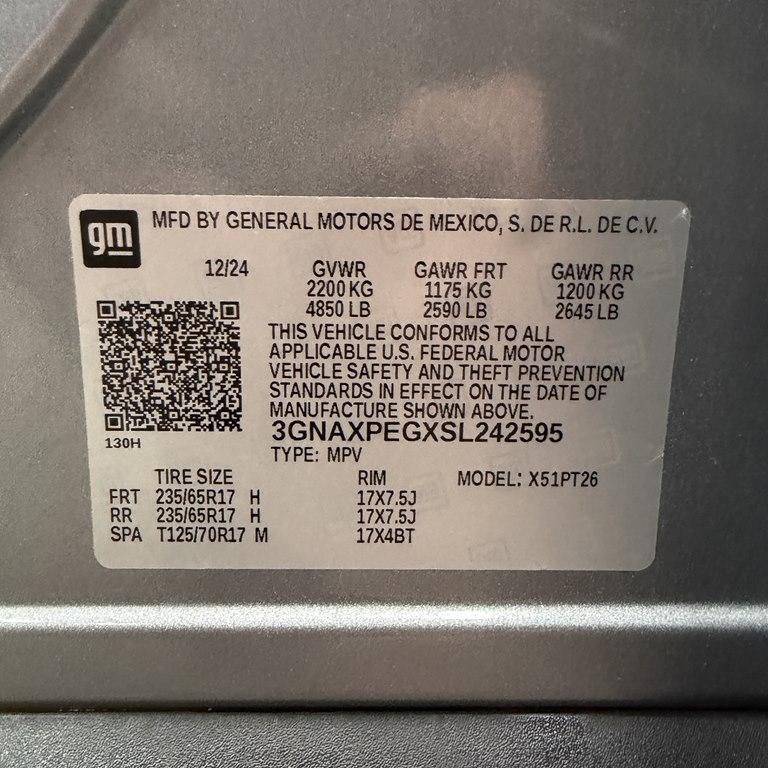 gm
MFD BY GENERAL MOTORS DE MEXICO, S. DE R.L. DE C.V.
12/24 GVWR GAWR FRT GAWR RR
2200 KG 1175 KG 1200 KG
4850 LB 2590 LB 2645 LB
THIS VEHICLE CONFORMS TO ALL
APPLICABLE U.S. FEDERAL MOTOR
VEHICLE SAFETY AND THEFT PREVENTION
STANDARDS IN EFFECT ON THE DATE OF
MANUFACTURE SHOWN ABOVE.
130H
3GNAXPEGXSL242595
TYPE: MPV
TIRE SIZE RIM MODEL: X51PT26
FRT 235/65R17 H 17X7.5J
RR 235/65R17 H 17X7.5J
SPA T125/70R17 M 17X4BT